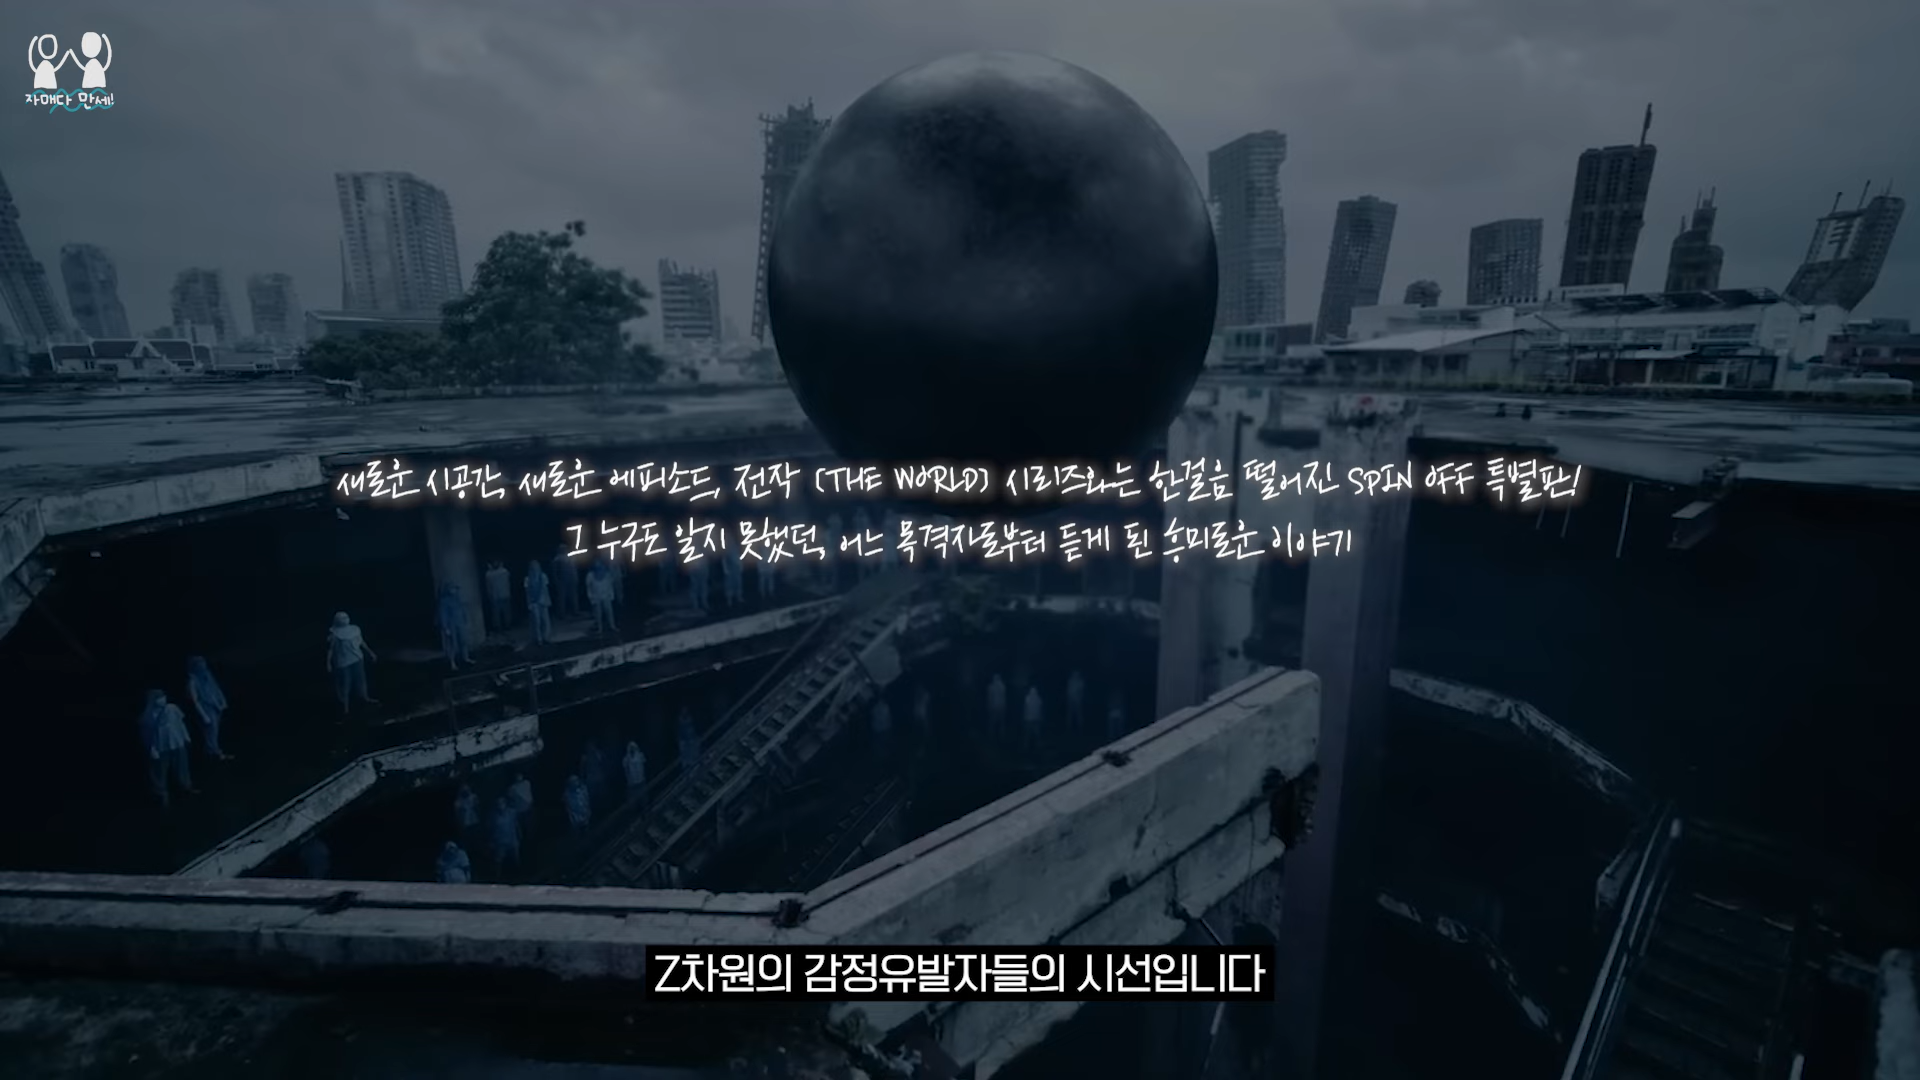 자매다 만세!
새로운 시공간, 새로운 에피소드, 전작 [THE WORLD] 시리즈와는 한걸음 떨어진 SPIN OFF 특별판!
그 누구도 알지 못했던, 어느 목격자로부터 듣게 된 흥미로운 이야기
Z차원의 감정유발자들의 시선입니다